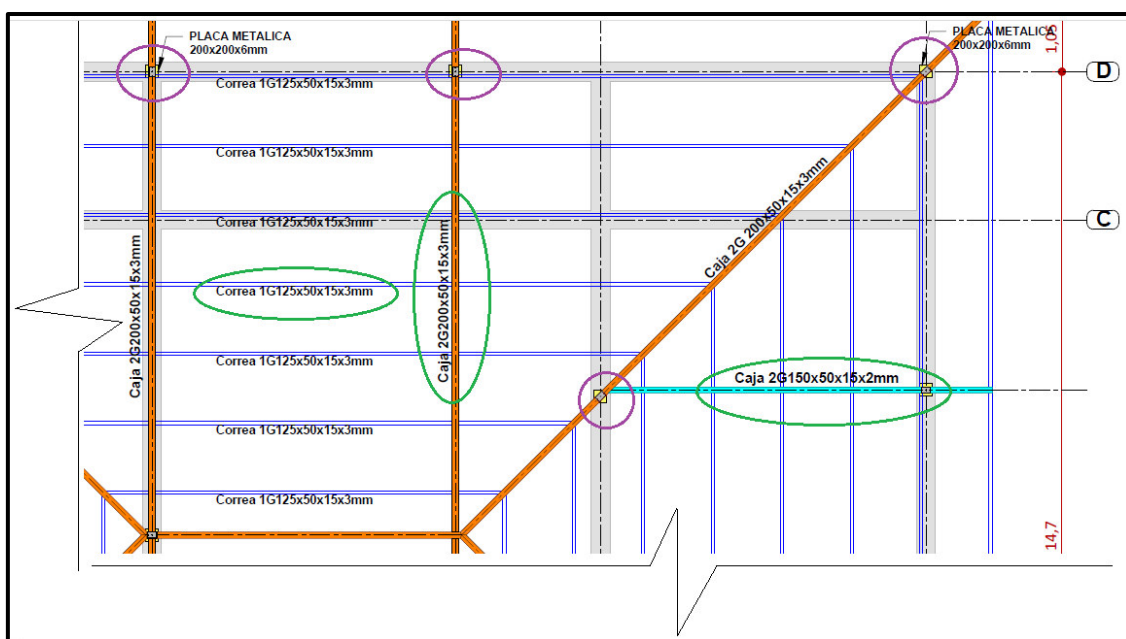 PLACA METALICA
200x200x6mm
PLACA METALICA
200x200x6mm
1,05
D
Correa 1G125x50x15x3mm
Correa 1G125x50x15x3mm
Caja 2G 200x50x15x3mm
Correa 1G125x50x15x3mm
C
Caja 2G200x50x15x3mm
Correa 1G125x50x15x3mm
Caja 2G200x50x15x3mm
Correa 1G125x50x15x3mm
Caja 2G150x50x15x2mm
Correa 1G125x50x15x3mm
Correa 1G125x50x15x3mm
14,7